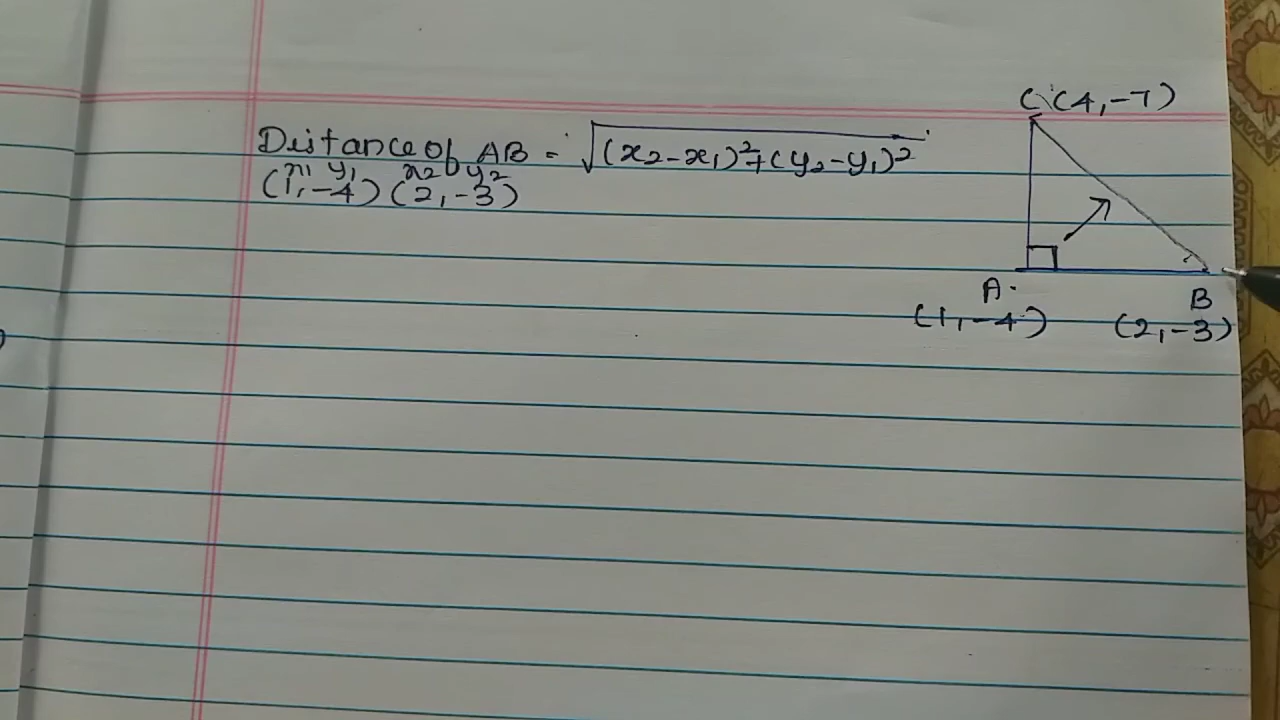 C (4,-7)
Distance of AB = √(x2-x1)²+(y2-y1)²
x1 y1 x2 y2
(1,-4) (2,-3)
A
B
(1,-4)
(2,-3)